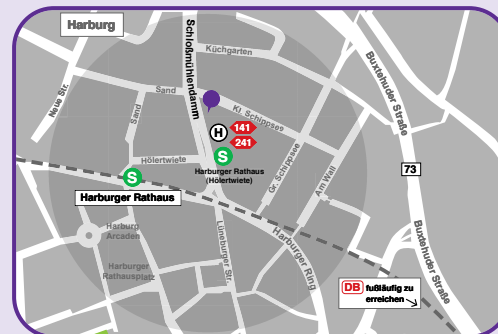 Harburg
Neue Str.
Sand
Sand
Schloßmühlendamm
Küchgarten
Kl. Schippsee
Buxtehuder Straße
H
141
241
S
Harburger Rathaus
(Hölertwiete)
Hölertwiete
S
Harburger Rathaus
Gr. Schippsee
Am Wall
73
Harburg
Arcaden
Harburger
Rathausplatz
Lüneburger Str.
Harburger Ring
Buxtehuder Straße
DB fußläufig zu
erreichen